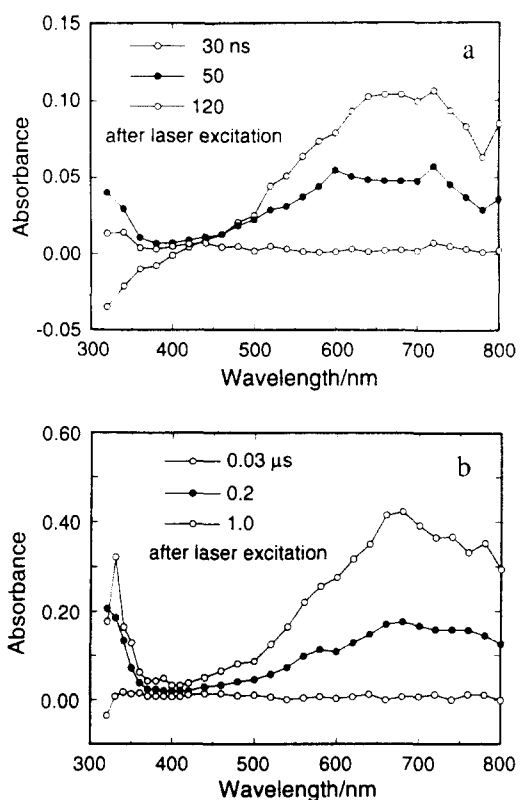 a
30 ns
50
120
after laser excitation
Absorbance
0.15
0.10
0.05
0.00
-0.05
300 400 500 600 700 800
Wavelength/nm
b
0.03 μs
0.2
1.0
after laser excitation
Absorbance
0.60
0.40
0.20
0.00
300 400 500 600 700 800
Wavelength/nm